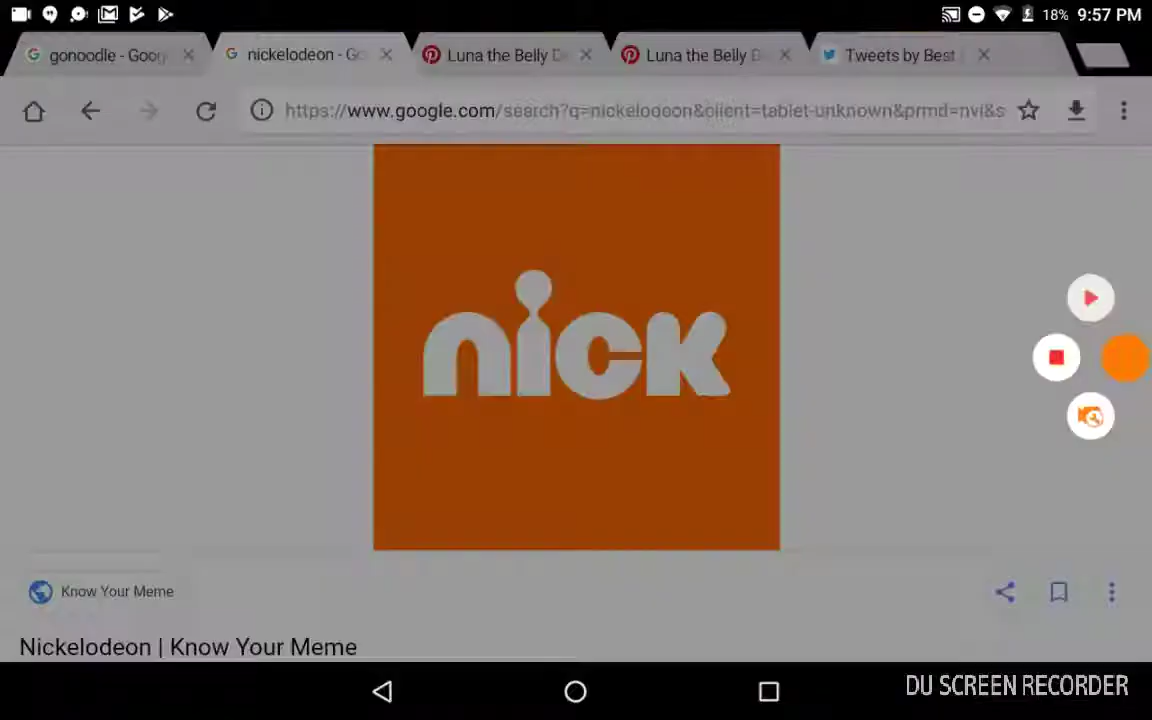 18% 9:57 PM
gonoodle - Goog
nickelodeon - Go
Luna the Belly D
Luna the Belly D
Tweets by Best
https://www.google.com/search?q=nickelodeon&client=tablet-unknown&prmd=nvi&s
nick
Know Your Meme
Nickelodeon | Know Your Meme
DU SCREEN RECORDER